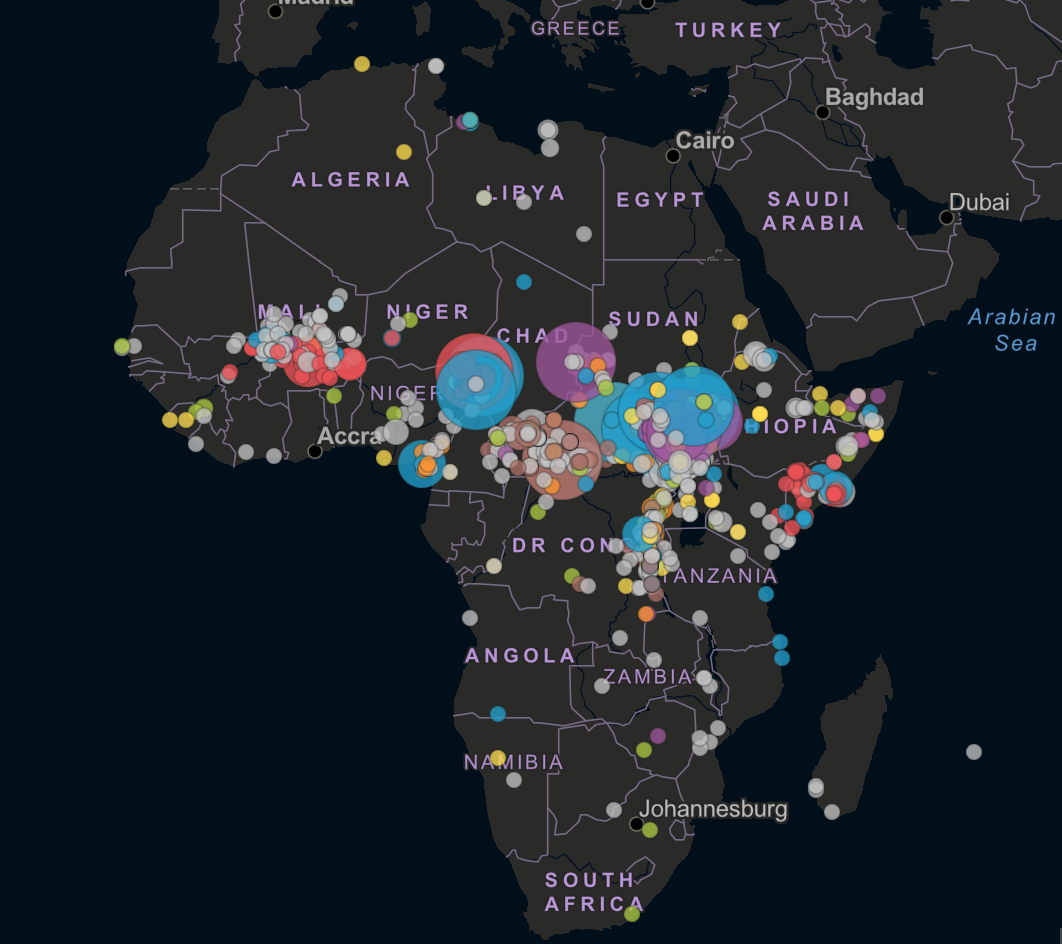 Madrid
GREECE
TURKEY
Baghdad
Cairo
ALGERIA
LIBYA
EGYPT
SAUDI
ARABIA
Dubai
MALI
NIGER
CHAD
SUDAN
Arabian
Sea
NIGER
Accra
HIOPIA
DR CON
TANZANIA
ANGOLA
ZAMBIA
NAMIBIA
Johannesburg
SOUTH
AFRICA